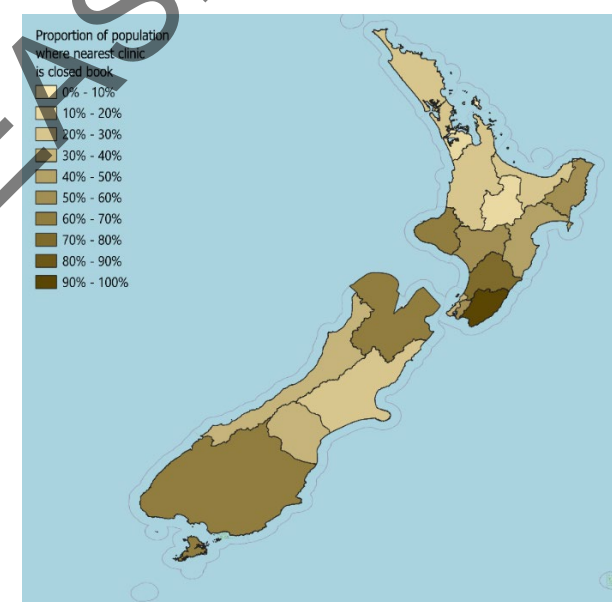 Proportion of population
where nearest clinic
is closed book
0% - 10%
10% - 20%
20% - 30%
30% - 40%
40% - 50%
50% - 60%
60% - 70%
70% - 80%
80% - 90%
90% - 100%